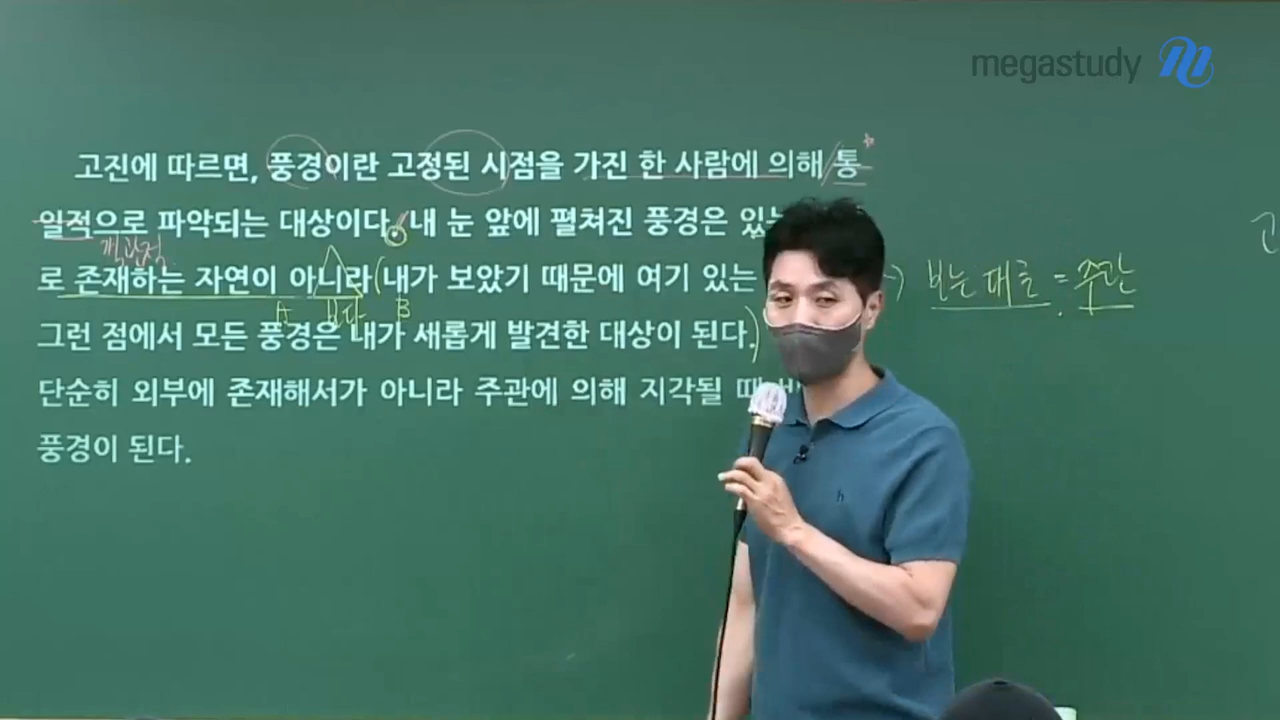 megastudy
고진에 따르면, 풍경이란 고정된 시점을 가진 한 사람에 의해 통
일적으로 파악되는 대상이다. 내 눈 앞에 펼쳐진 풍경은 있는
객관적
로 존재하는 자연이 아니라 내가 보았기 때문에 여기 있는
보는 대로 = 주관
A 보다 B
그런 점에서 모든 풍경은 내가 새롭게 발견한 대상이 된다.
단순히 외부에 존재해서가 아니라 주관에 의해 지각될 때
풍경이 된다.
고